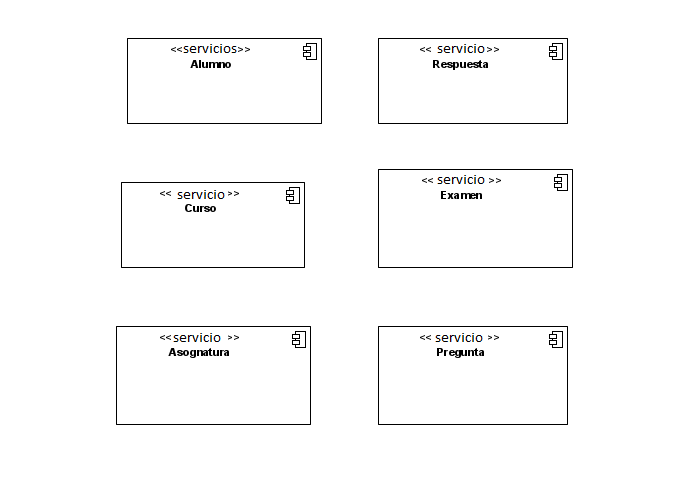 <<servicios>>
Alumno
<< servicio>>
Respuesta
<< servicio >>
Curso
<< servicio >>
Examen
<<servicio >>
Asognatura
<< servicio >>
Pregunta